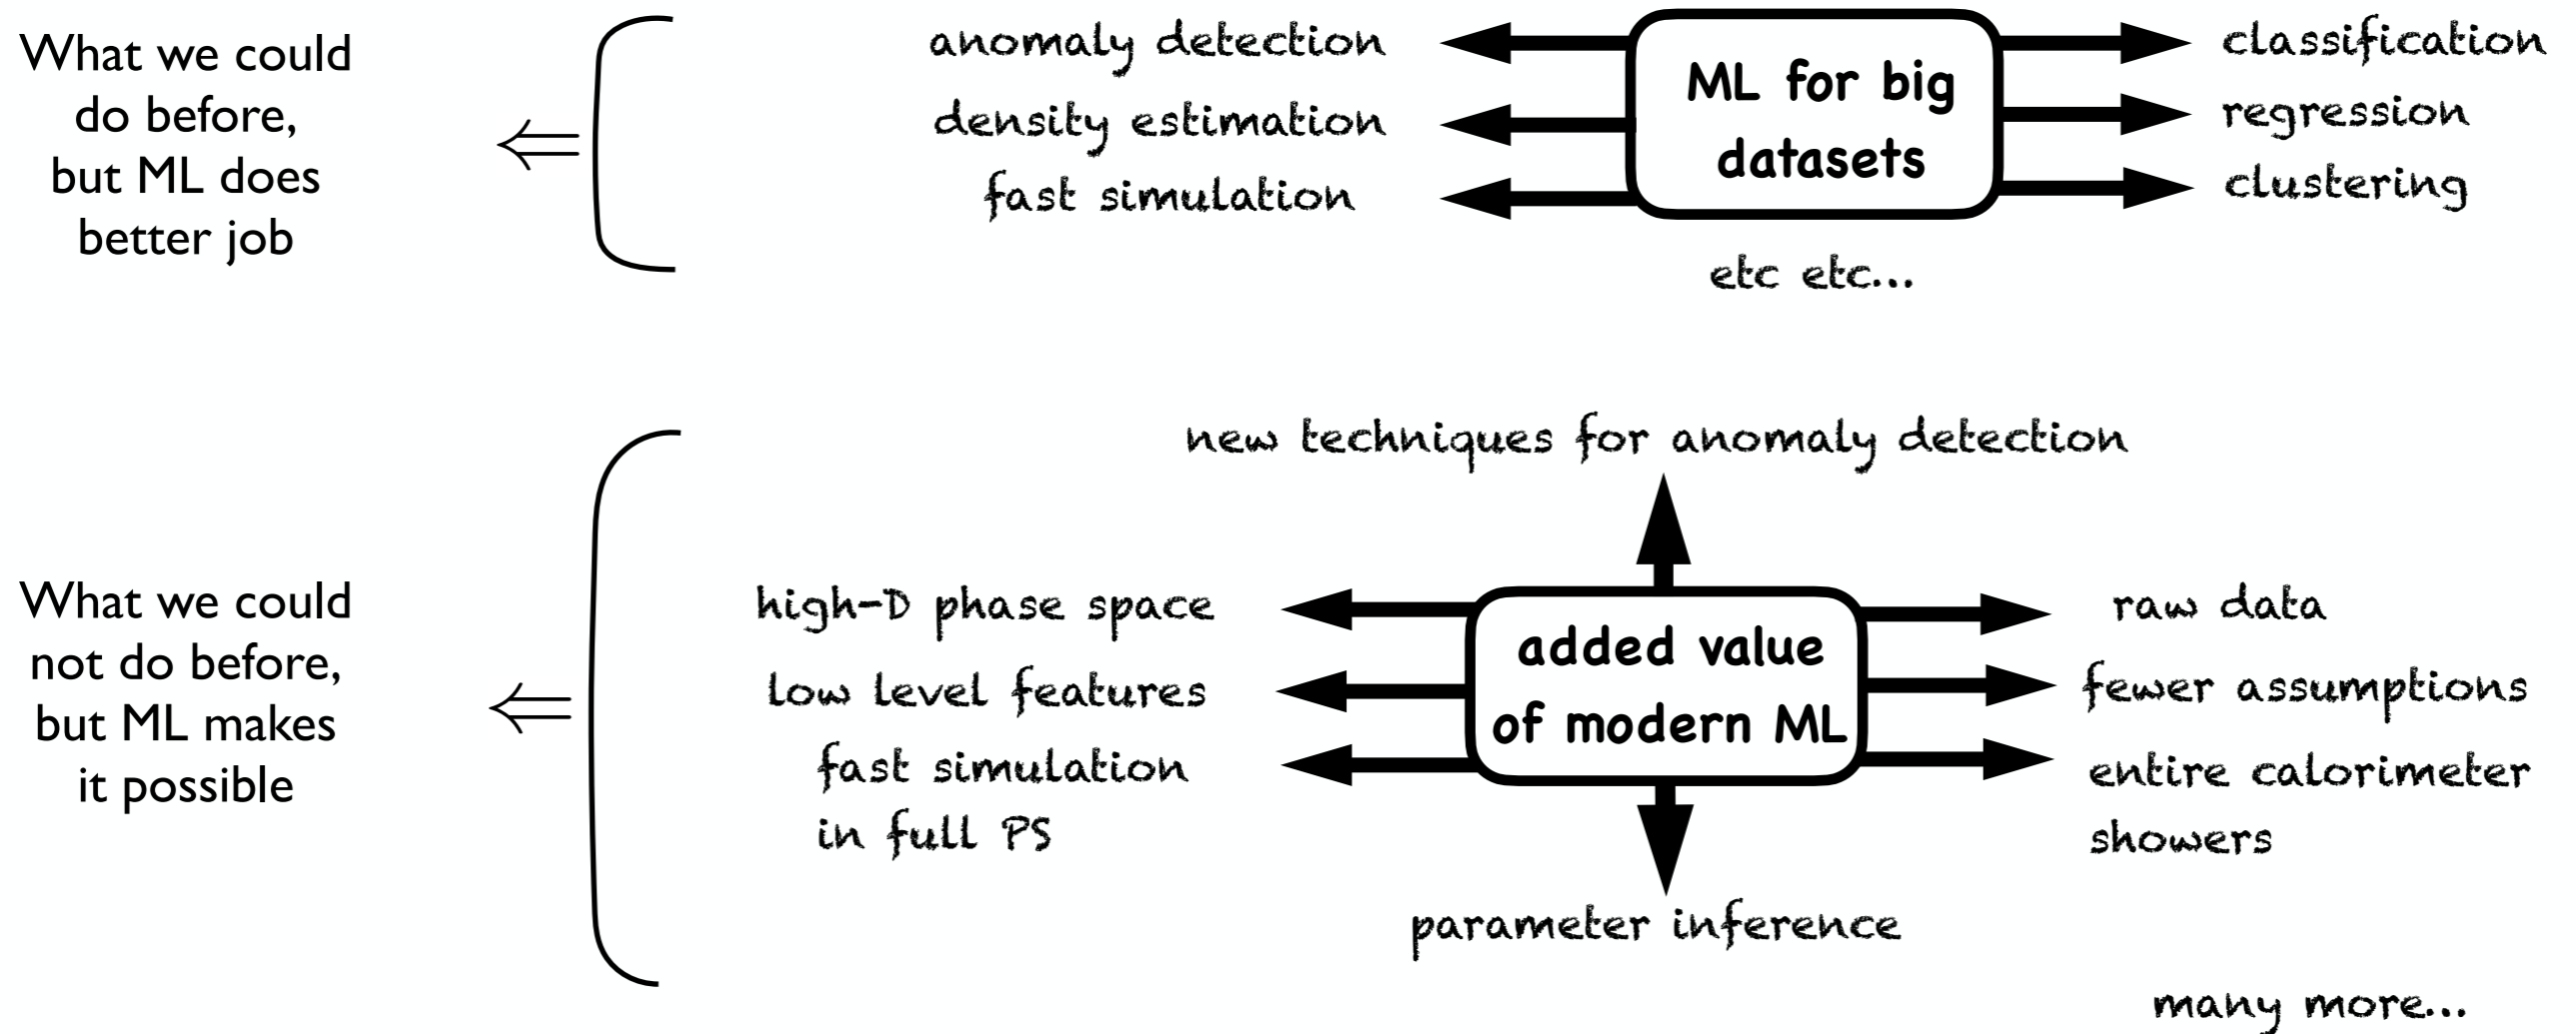 What we could
do before,
but ML does
better job
anomaly detection
density estimation
fast simulation
ML for big
datasets
classification
regression
clustering
etc etc...
What we could
not do before,
but ML makes
it possible
new techniques for anomaly detection
high-D phase space
low level features
fast simulation
in full PS
added value
of modern ML
raw data
fewer assumptions
entire calorimeter
showers
parameter inference
many more...